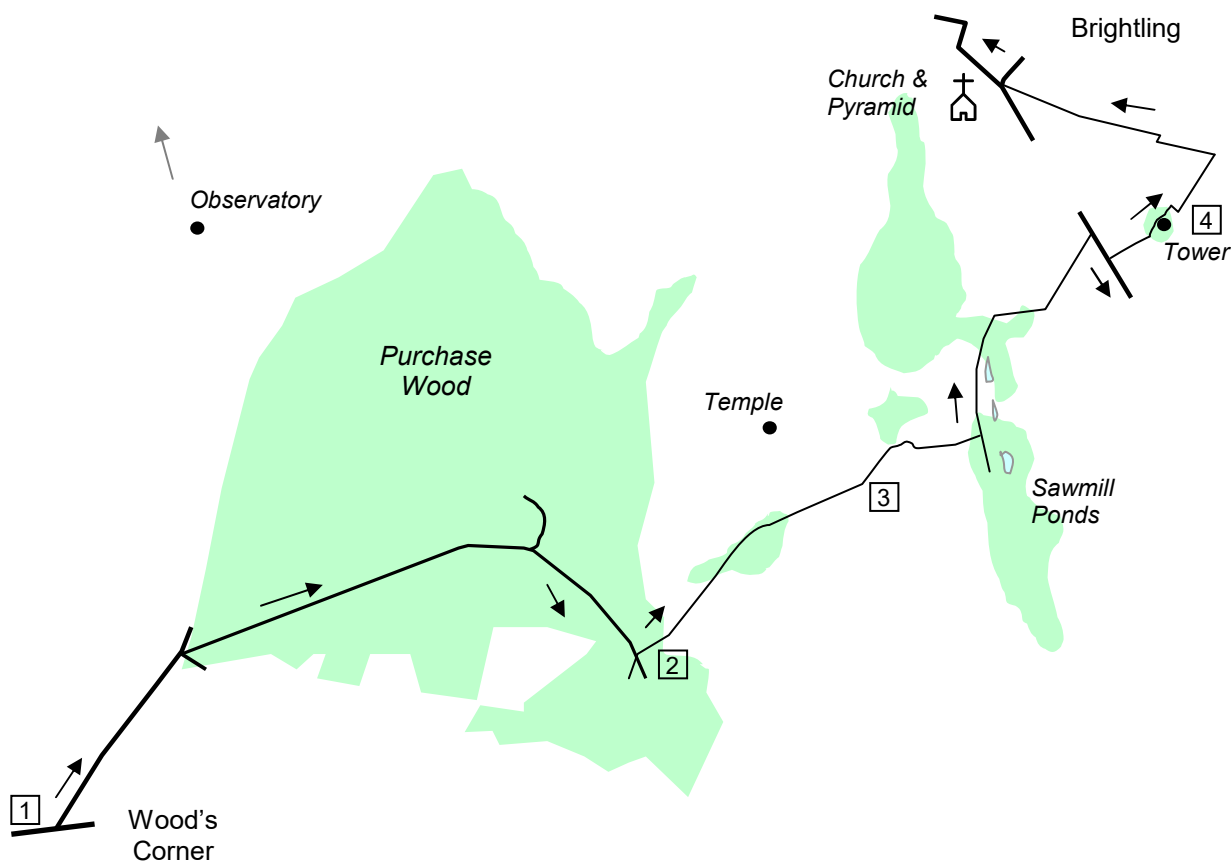 Brightling
Church &
Pyramid
Observatory
4
Tower
Purchase
Wood
Temple
3
Sawmill
Ponds
2
1
Wood's
Corner